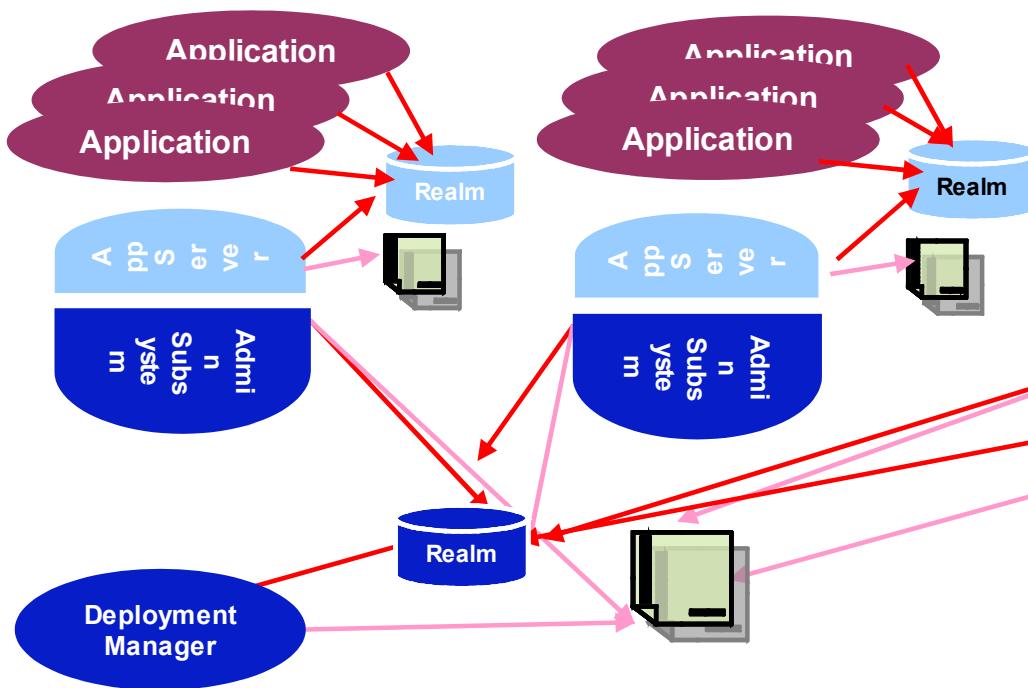 Application
Application
Application
Realm
A
pp
S
er
ve
r
Admi
n
Subs
yste
m
Application
Application
Application
Realm
A
pp
S
er
ve
r
Admi
n
Subs
yste
m
Realm
Deployment
Manager